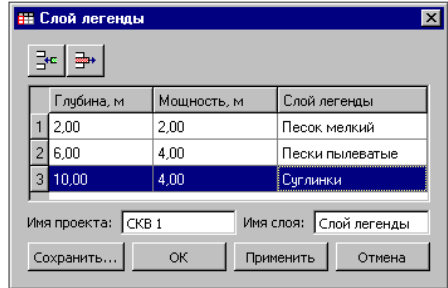 Слой легенды
Глубина, м Мощность, м Слой легенды
1 2,00 2,00 Песок мелкий
2 6,00 4,00 Пески пылеватые
3 10,00 4,00 Суглинки
Имя проекта: СКВ 1 Имя слоя: Слой легенды
Сохранить... ОК Применить Отмена